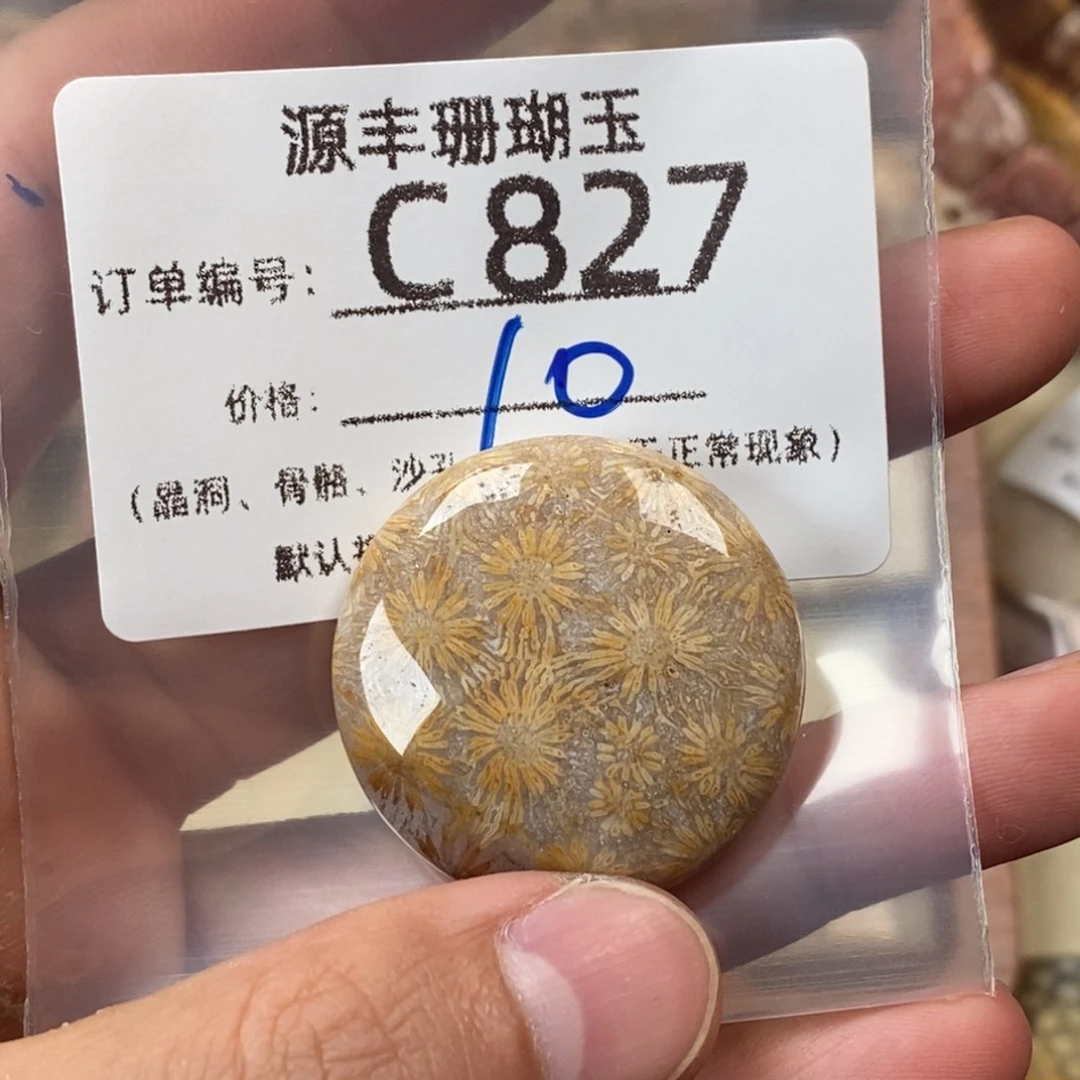 源丰珊瑚玉
订单编号： C827
价格： 10
（晶洞、骨骼、沙孔 正常现象）
默认